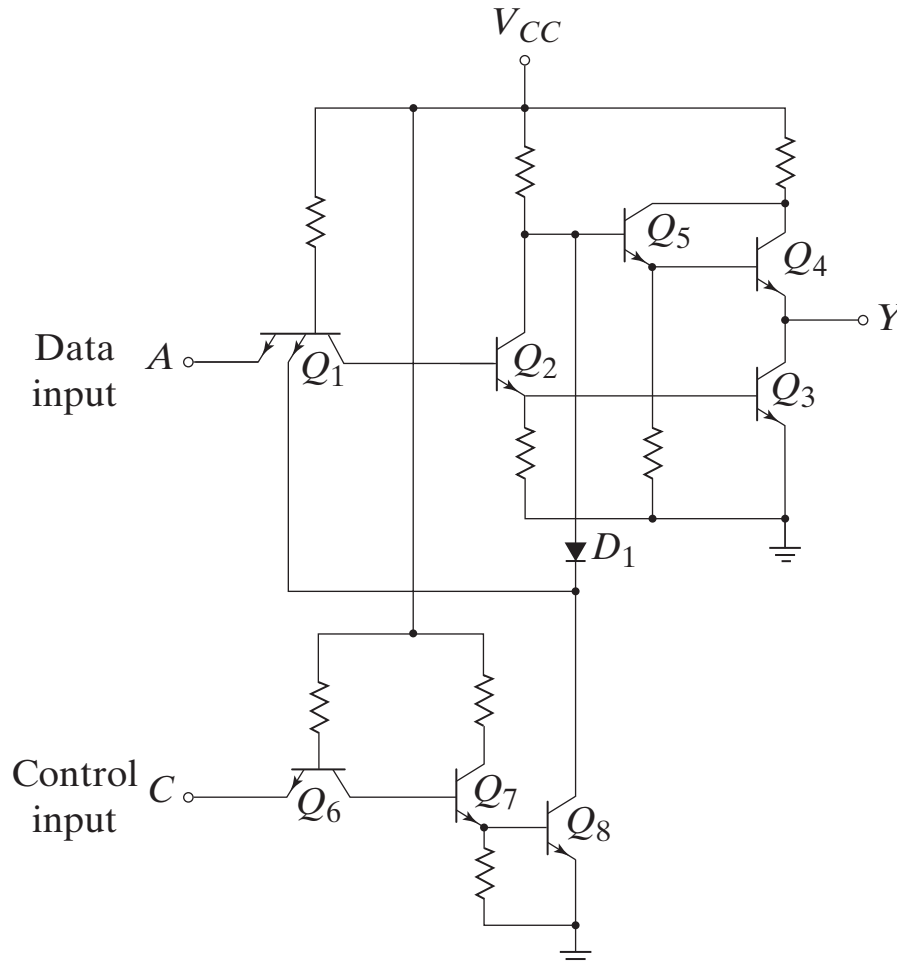 V_CC
Q_5
Q_4
Data
input
A
Q_1
Q_2
Y
Q_3
D_1
Control
input
C
Q_6
Q_7
Q_8